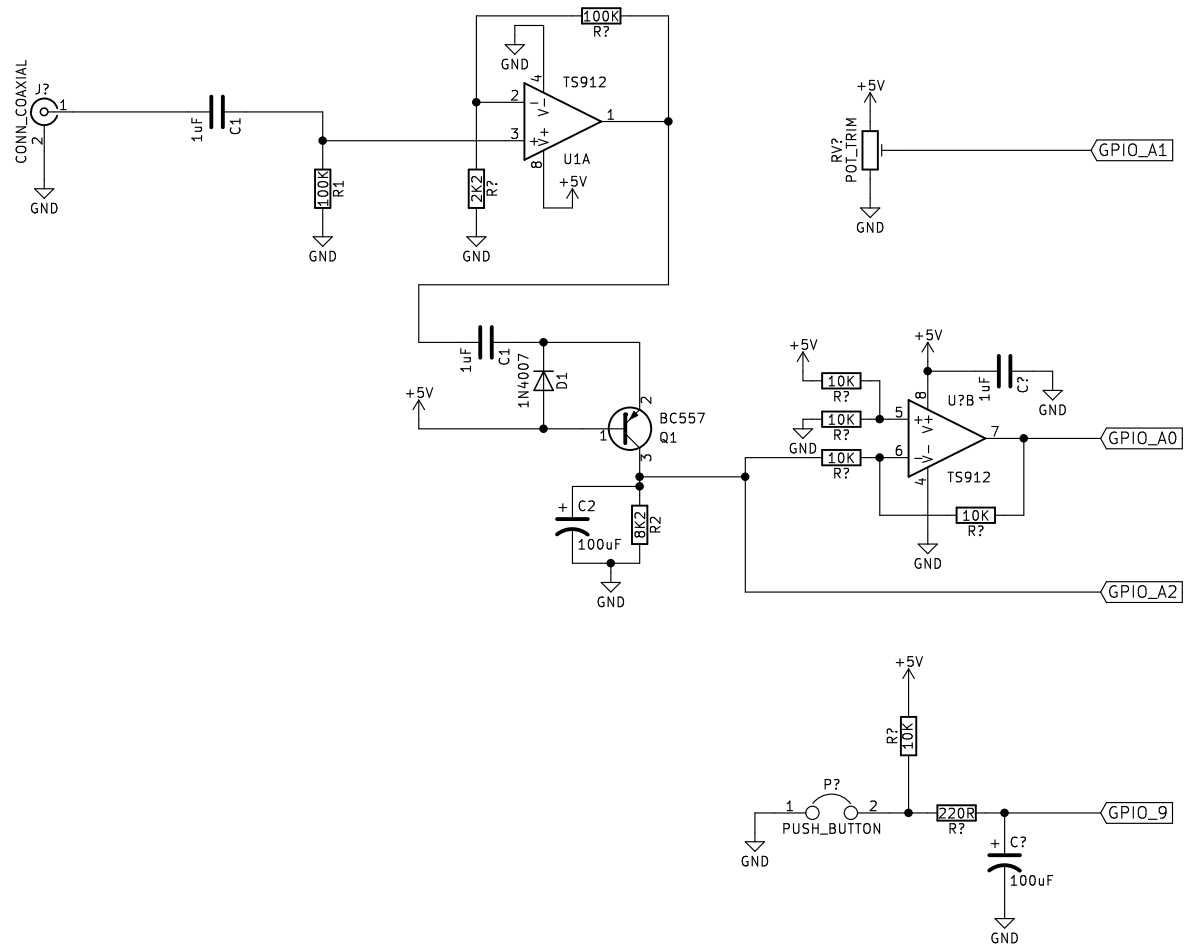 100K
R?
GND
4
TS912
CONN_COAXIAL
J?
1
2
GND
1uF
C1
100K
R1
GND
2
3
V-
V+
1
8
U1A
+5V
2K2
R?
GND
+5V
RV?
POT_TRIM
GND
GPIO_A1
1uF
C1
1N4007
D1
+5V
1
2
3
BC557
Q1
+
C2
100uF
8K2
R2
GND
+5V
10K
R?
GND
10K
R?
10K
R?
+5V
8
U?B
1uF
C?
GND
5
6
V+
V-
7
4
TS912
10K
R?
GND
GPIO_A0
GPIO_A2
+5V
R?
10K
P?
1
2
PUSH_BUTTON
GND
220R
R?
+
C?
100uF
GND
GPIO_9